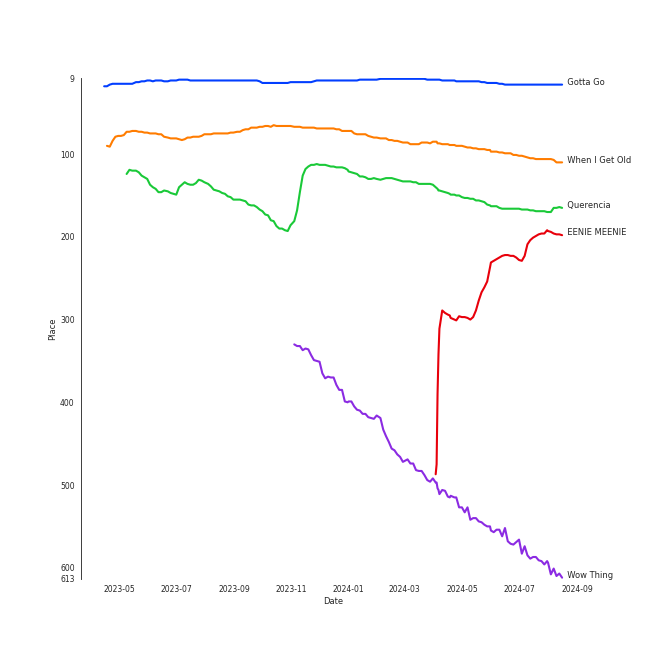 9
Gotta Go
100
When I Get Old
Querencia
200
EENIE MEENIE
300
Place
400
500
600
613
Wow Thing
2023-05
2023-07
2023-09
2023-11
2024-01
2024-03
2024-05
2024-07
2024-09
Date